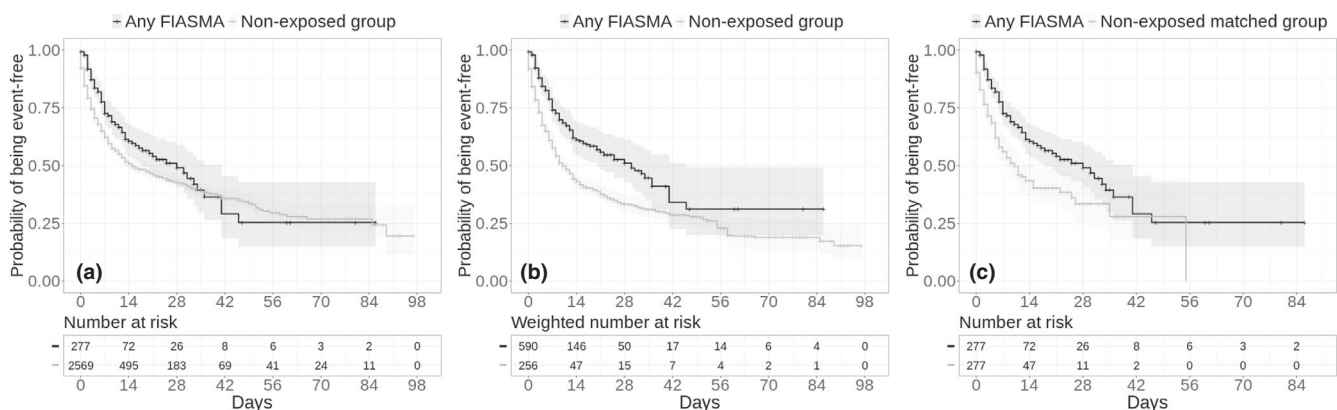 Any FIASMA Non-exposed group
Probability of being event-free
1.00
0.75
0.50
0.25
0.00
(a)
0 14 28 42 56 70 84 98
Number at risk
277 72 26 8 6 3 2 0
2569 495 183 69 41 24 11 0
0 14 28 42 56 70 84 98
Days
Any FIASMA Non-exposed group
Probability of being event-free
1.00
0.75
0.50
0.25
0.00
(b)
0 14 28 42 56 70 84 98
Weighted number at risk
590 146 50 17 14 6 4 0
256 47 15 7 4 2 1 0
0 14 28 42 56 70 84 98
Days
Any FIASMA Non-exposed matched group
Probability of being event-free
1.00
0.75
0.50
0.25
0.00
(c)
0 14 28 42 56 70 84
Number at risk
277 72 26 8 6 3 2
277 47 11 2 0 0 0
0 14 28 42 56 70 84
Days